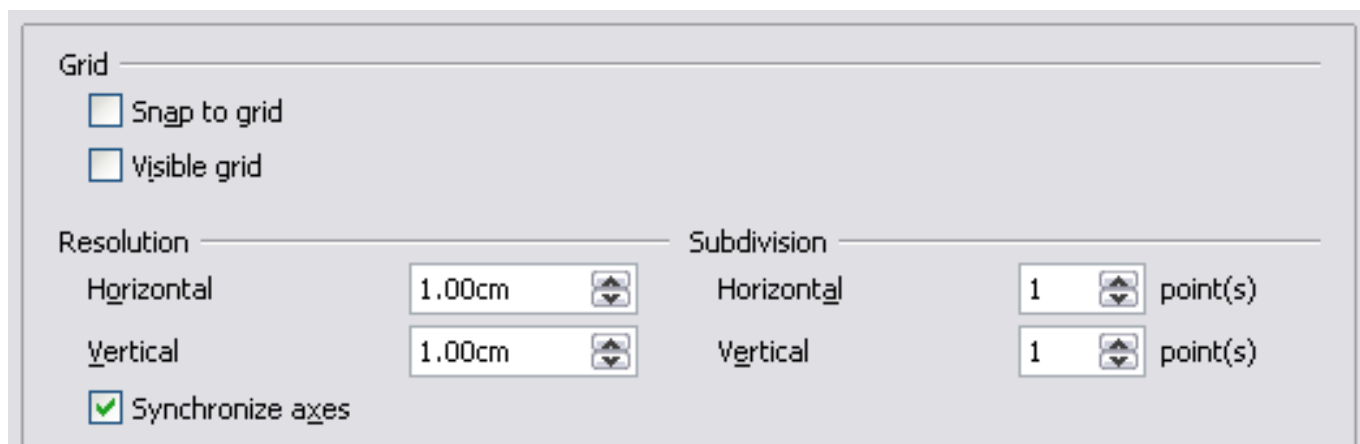 Grid
Snap to grid
Visible grid
Resolution
Horizontal 1.00cm
Vertical 1.00cm
Synchronize axes
Subdivision
Horizontal 1 point(s)
Vertical 1 point(s)